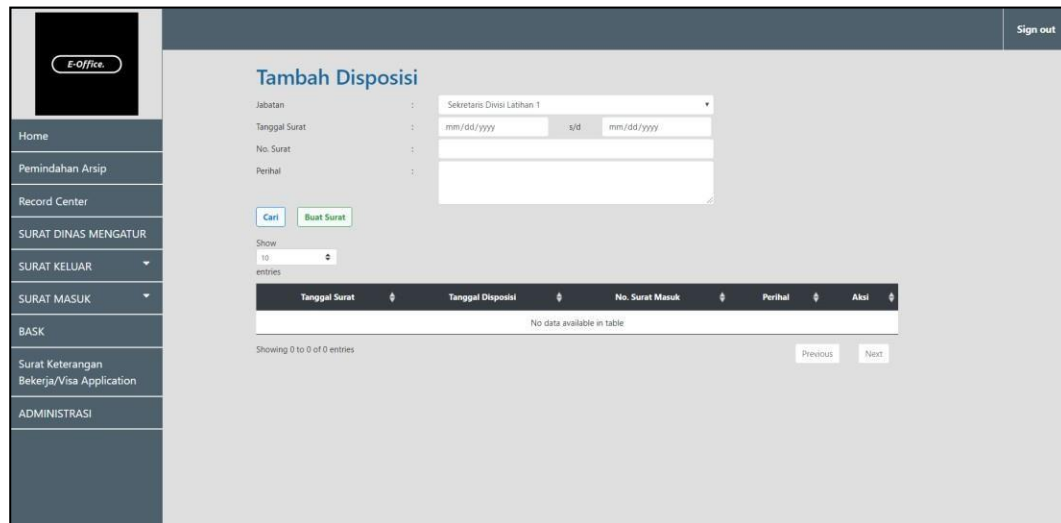 E-Office.
Sign out
Home
Pemindahan Arsip
Record Center
SURAT DINAS MENGATUR
SURAT KELUAR
SURAT MASUK
BASK
Surat Keterangan
Bekerja/Visa Application
ADMINISTRASI
Tambah Disposisi
Jabatan : Sekretaris Divisi Latihan 1
Tanggal Surat : mm/dd/yyyy s/d mm/dd/yyyy
No. Surat :
Perihal :
Cari Buat Surat
Show
10
entries
Tanggal Surat Tanggal Disposisi No. Surat Masuk Perihal Aksi
No data available in table
Showing 0 to 0 of 0 entries Previous Next